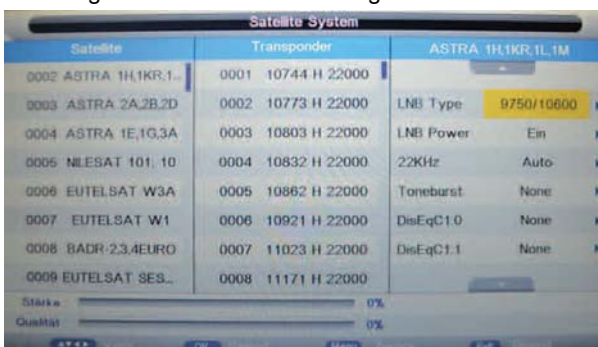 Satellite System
Satellite Transponder ASTRA 1H,1KR,1L,1M
0002 ASTRA 1H,1KR,1.. 0001 10744 H 22000
0003 ASTRA 2A,2B,2D 0002 10773 H 22000 LNB Type 9750/10600
0004 ASTRA 1E,1G,3A 0003 10803 H 22000 LNB Power Ein
0005 NILESAT 101, 10 0004 10832 H 22000 22KHz Auto
0006 EUTELSAT W3A 0005 10862 H 22000 Toneburst None
0007 EUTELSAT W1 0006 10921 H 22000 DisEqC1.0 None
0008 BADR-2,3,4EURO 0007 11023 H 22000 DisEqC1.1 None
0009 EUTELSAT SES... 0008 11171 H 22000
Stärke 0%
Qualität 0%
OK Menu Exit